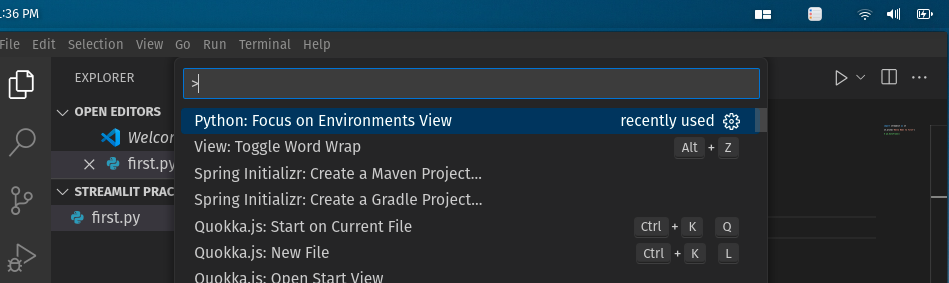 1:36 PM
File Edit Selection View Go Run Terminal Help
EXPLORER
OPEN EDITORS
Welcom
first.py
STREAMLIT PRAC
first.py
>
Python: Focus on Environments View recently used
View: Toggle Word Wrap Alt + Z
Spring Initializr: Create a Maven Project...
Spring Initializr: Create a Gradle Project...
Quokka.js: Start on Current File Ctrl + K Q
Quokka.js: New File Ctrl + K L
Quokka.js: Open Start View